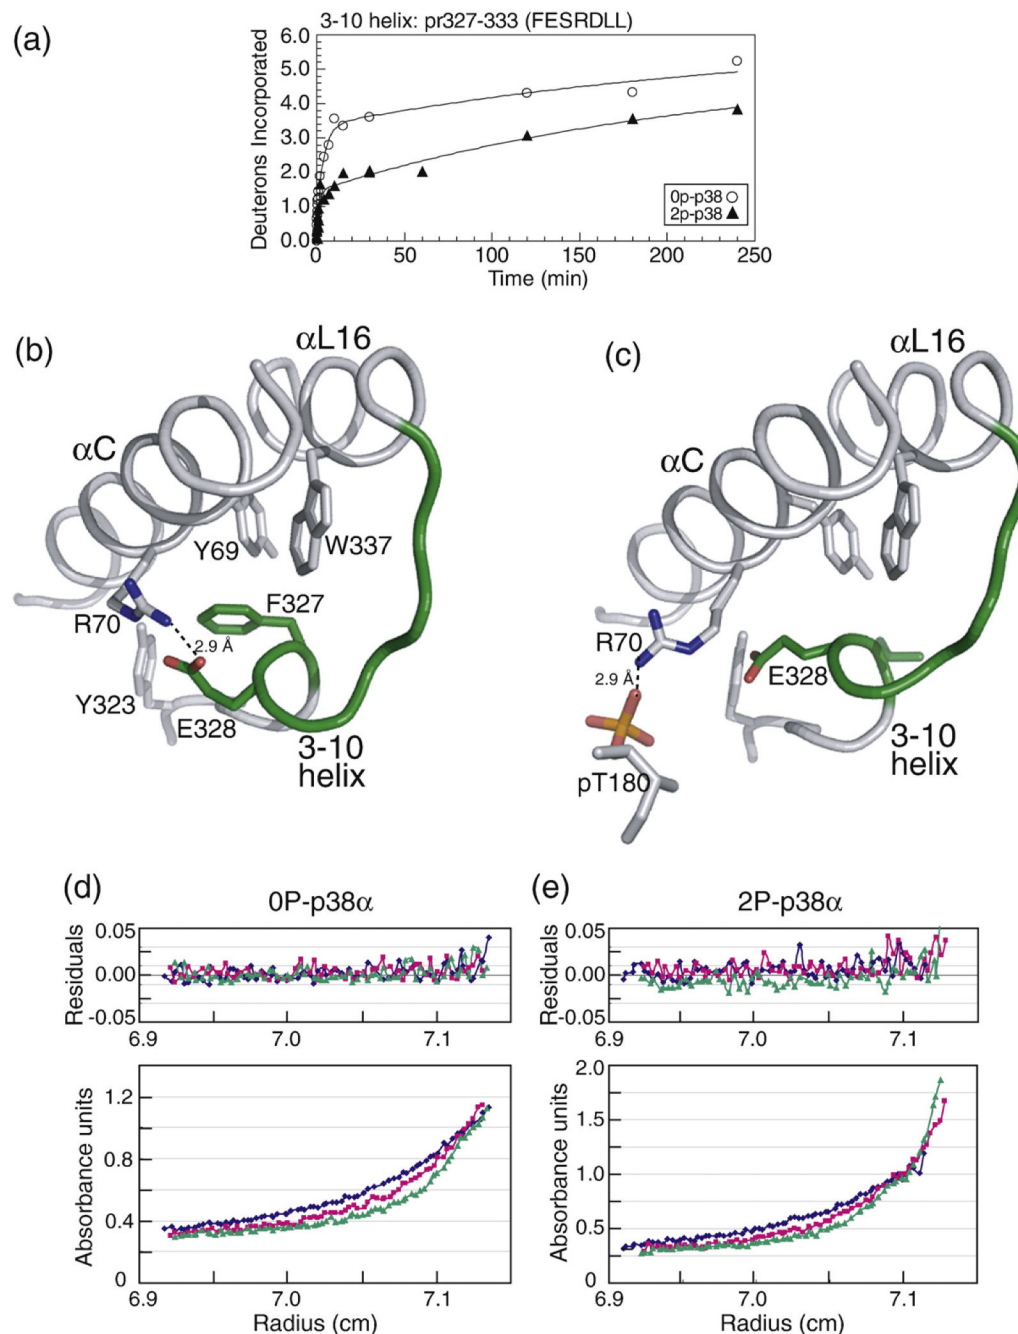 (a)
3-10 helix: pr327-333 (FESRDLL)
Deuterons Incorporated
6.0
5.0
4.0
3.0
2.0
1.0
0.0
0p-p38
2p-p38
0 50 100 150 200 250
Time (min)
(b)
αL16
αC
Y69
W337
R70
F327
2.9 Å
Y323
E328
3-10
helix
(c)
αL16
αC
R70
2.9 Å
E328
pT180
3-10
helix
(d)
0P-p38α
Residuals
0.05
0.00
-0.05
6.9 7.0 7.1
Absorbance units
1.2
0.8
0.4
0
6.9 7.0 7.1
Radius (cm)
(e)
2P-p38α
Residuals
0.05
0.00
-0.05
6.9 7.0 7.1
Absorbance units
2.0
1.5
1.0
0.5
0
6.9 7.0 7.1
Radius (cm)